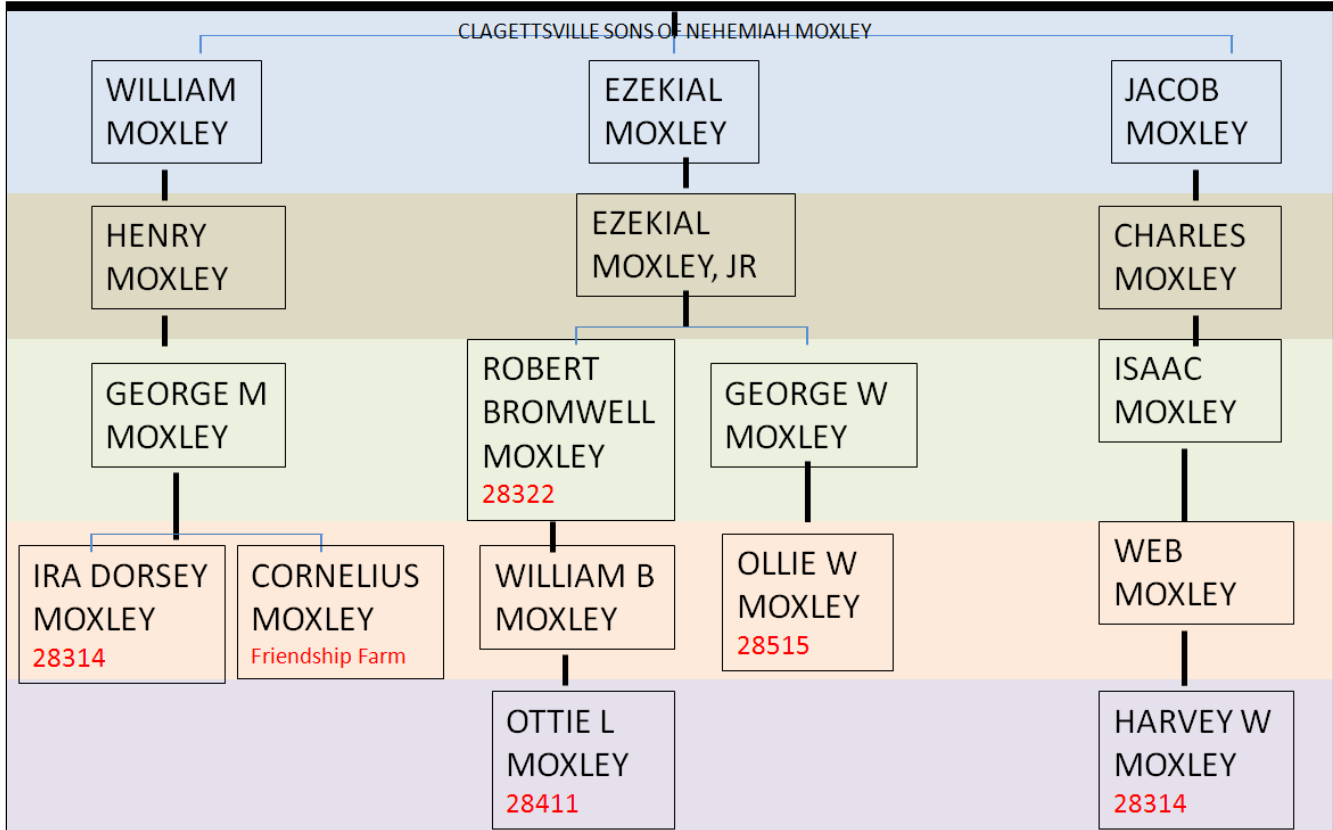 CLAGETTSVILLE SONS OF NEHEMIAH MOXLEY
WILLIAM
MOXLEY
EZEKIAL
MOXLEY
JACOB
MOXLEY
HENRY
MOXLEY
EZEKIAL
MOXLEY, JR
CHARLES
MOXLEY
GEORGE M
MOXLEY
ROBERT
BROMWELL
MOXLEY
28322
GEORGE W
MOXLEY
ISAAC
MOXLEY
IRA DORSEY
MOXLEY
28314
CORNELIUS
MOXLEY
Friendship Farm
WILLIAM B
MOXLEY
OLLIE W
MOXLEY
28515
WEB
MOXLEY
OTTIE L
MOXLEY
28411
HARVEY W
MOXLEY
28314